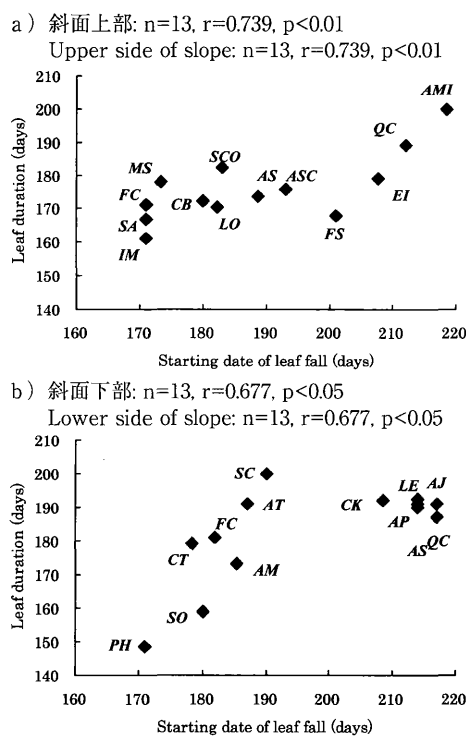 a) 斜面上部: n=13, r=0.739, p<0.01
Upper side of slope: n=13, r=0.739, p<0.01
Leaf duration (days)
210
200
190
180
170
160
150
140
AMI
QC
SCO
MS
AS
ASC
EI
FC
CB
SA
LO
FS
IM
160 170 180 190 200 210 220
Starting date of leaf fall (days)
b) 斜面下部: n=13, r=0.677, p<0.05
Lower side of slope: n=13, r=0.677, p<0.05
Leaf duration (days)
210
200
190
180
170
160
150
140
SC
LE
AJ
AT
CK
FC
AP
QC
AS
CT
AM
SO
PH
160 170 180 190 200 210 220
Starting date of leaf fall (days)